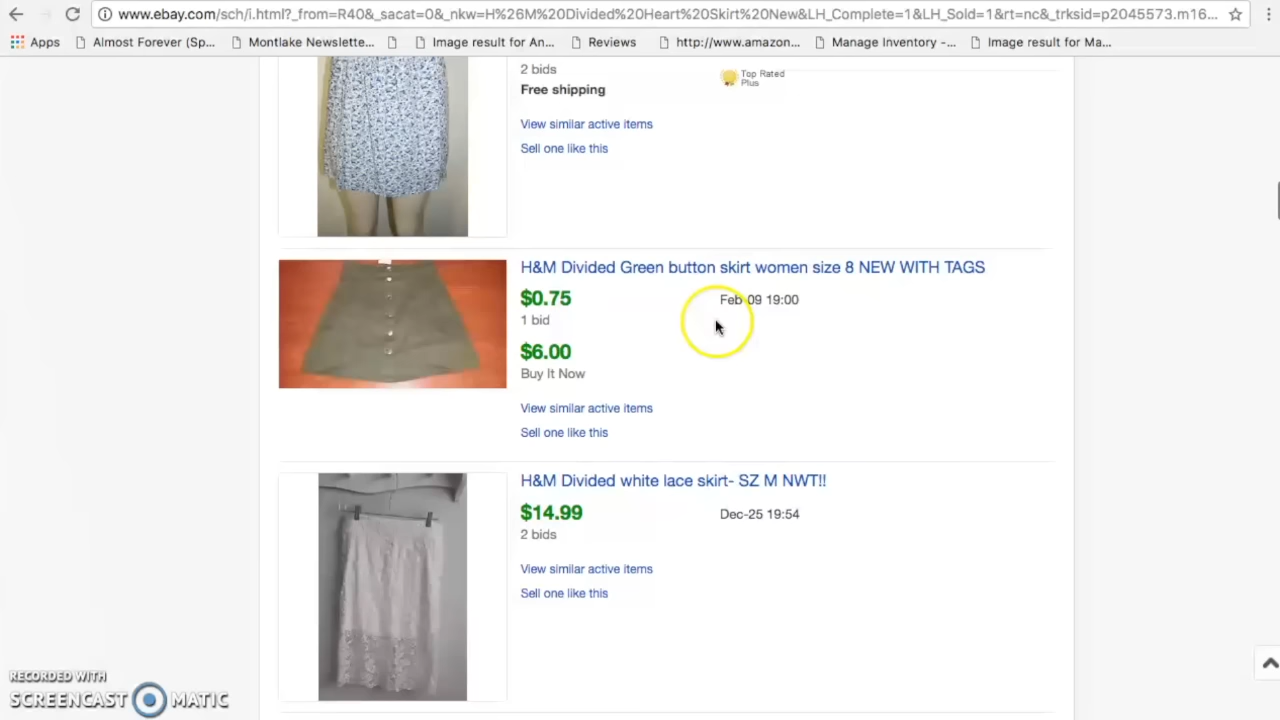 www.ebay.com/sch/i.html?_from=R40&_sacat=0&_nkw=H%26M%20Divided%20Heart%20Skirt%20New&LH_Complete=1&LH_Sold=1&rt=nc&_trksid=p2045573.m16...
Apps Almost Forever (Sp... Montlake Newslette... Image result for An... Reviews http://www.amazon... Manage Inventory -... Image result for Ma...
2 bids
Top Rated
Plus
Free shipping
View similar active items
Sell one like this
H&M Divided Green button skirt women size 8 NEW WITH TAGS
$0.75 Feb-09 19:00
1 bid
$6.00
Buy It Now
View similar active items
Sell one like this
H&M Divided white lace skirt- SZ M NWT!!
$14.99 Dec-25 19:54
2 bids
View similar active items
Sell one like this
RECORDED WITH
SCREENCAST MATIC